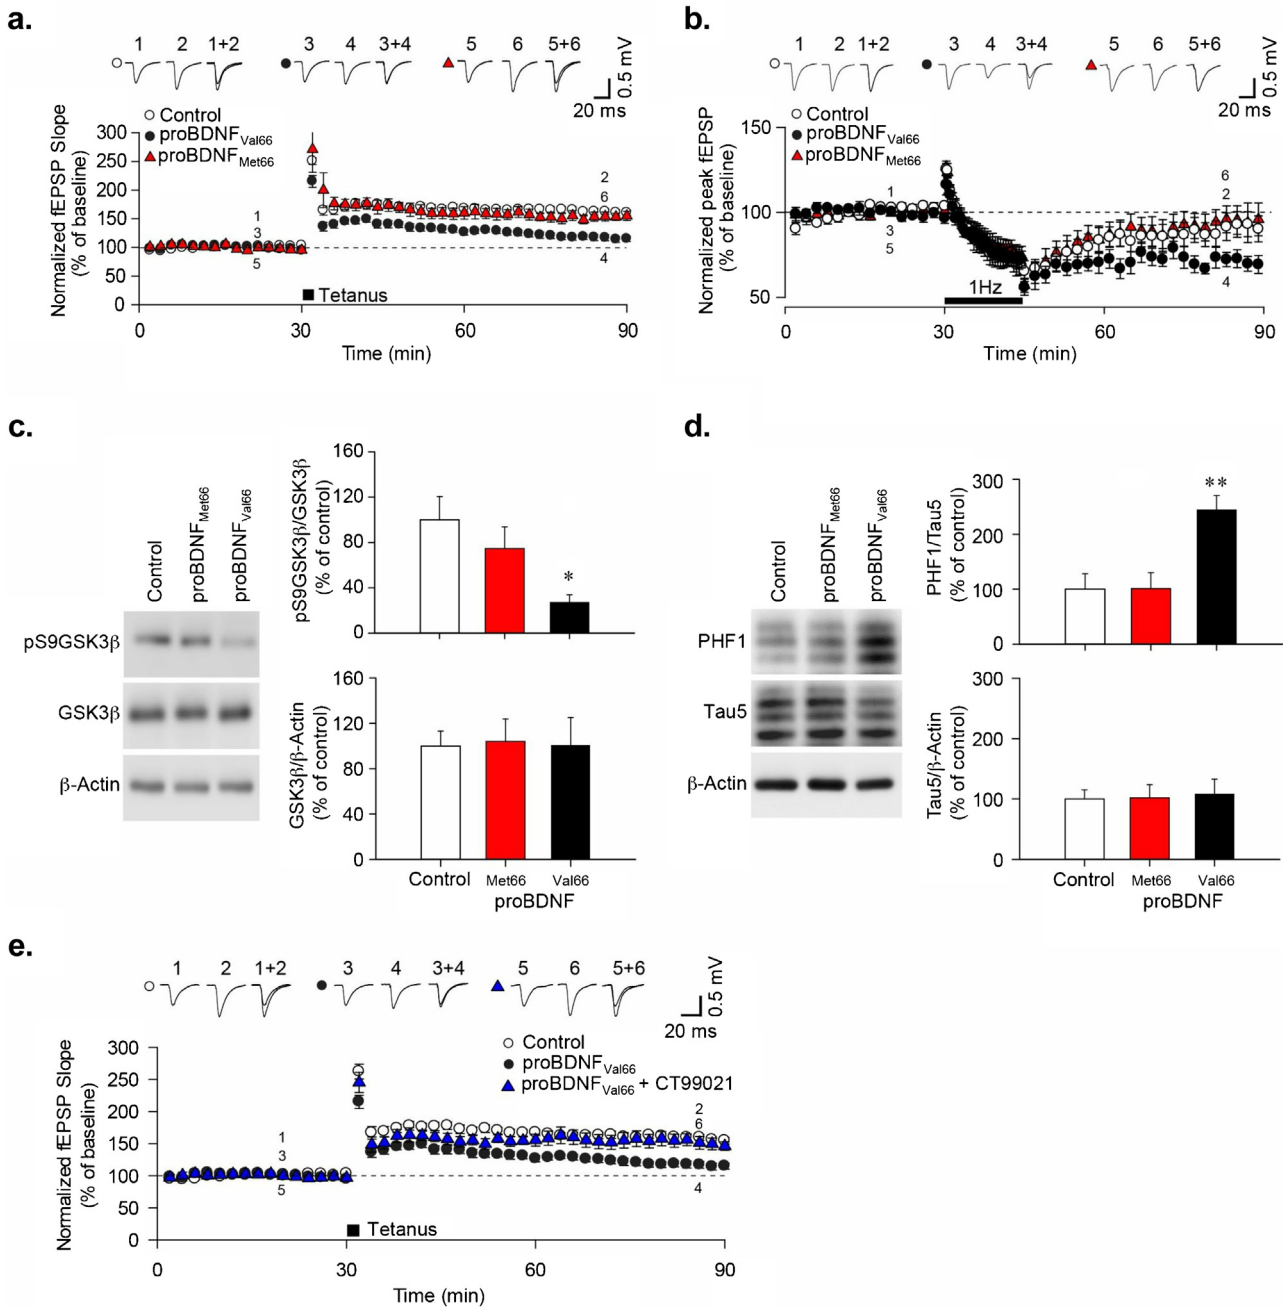 a.
1 2 1+2 3 4 3+4 5 6 5+6
0.5 mV
20 ms
Control
proBDNFVal66
proBDNFMet66
Normalized fEPSP Slope
(% of baseline)
300
250
200
150
100
50
0
1
3
5
2
6
4
Tetanus
0 30 60 90
Time (min)
b.
1 2 1+2 3 4 3+4 5 6 5+6
0.5 mV
20 ms
Control
proBDNFVal66
proBDNFMet66
Normalized peak fEPSP
(% of baseline)
150
100
50
1
3
5
6
2
4
1Hz
0 30 60 90
Time (min)
c.
Control
proBDNFMet66
proBDNFVal66
pS9GSK3β
GSK3β
β-Actin
pS9GSK3β/GSK3β
(% of control)
160
120
80
40
0
*
GSK3β/β-Actin
(% of control)
160
120
80
40
0
Control Met66 Val66
proBDNF
d.
Control
proBDNFMet66
proBDNFVal66
PHF1
Tau5
β-Actin
PHF1/Tau5
(% of control)
300
200
100
0
**
Tau5/β-Actin
(% of control)
300
200
100
0
Control Met66 Val66
proBDNF
e.
1 2 1+2 3 4 3+4 5 6 5+6
0.5 mV
20 ms
Control
proBDNFVal66
proBDNFVal66 + CT99021
Normalized fEPSP Slope
(% of baseline)
300
250
200
150
100
50
0
1
3
5
2
6
4
Tetanus
0 30 60 90
Time (min)